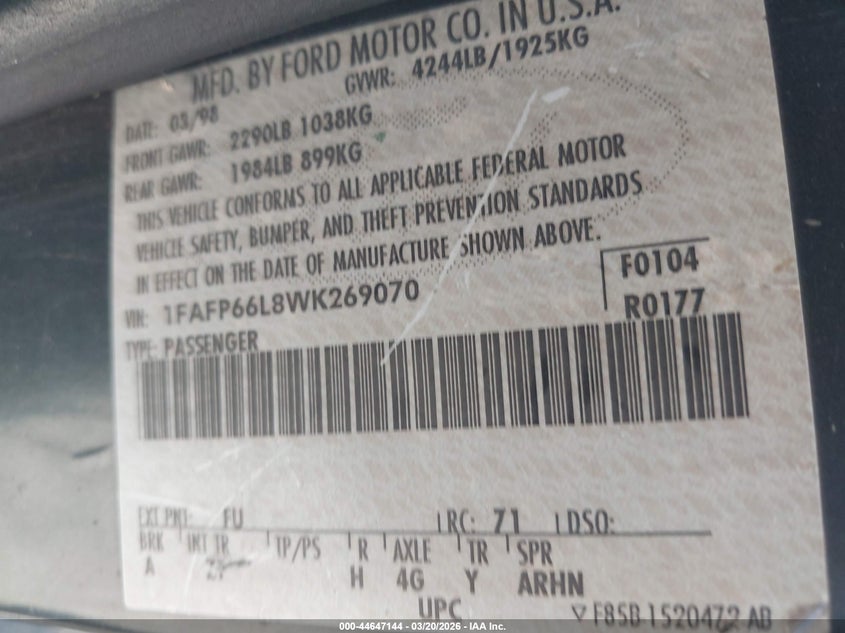 MFD. BY FORD MOTOR CO. IN U.S.A.
GVWR: 4244LB/1925KG
DATE: 03/98
FRONT GAWR: 2290LB 1038KG
REAR GAWR: 1984LB 899KG
THIS VEHICLE CONFORMS TO ALL APPLICABLE FEDERAL MOTOR
VEHICLE SAFETY, BUMPER, AND THEFT PREVENTION STANDARDS
IN EFFECT ON THE DATE OF MANUFACTURE SHOWN ABOVE.
VIN: 1FAFP66L8WK269070
F0104
R0177
TYPE: PASSENGER
EXT PNT: FU RC: 71 DSO:
BRK INT TR TP/PS R AXLE TR SPR
A H 4G Y ARHN
UPC
F85B 1520472 AB
000-44647144 — 03/20/2026 — IAA Inc.